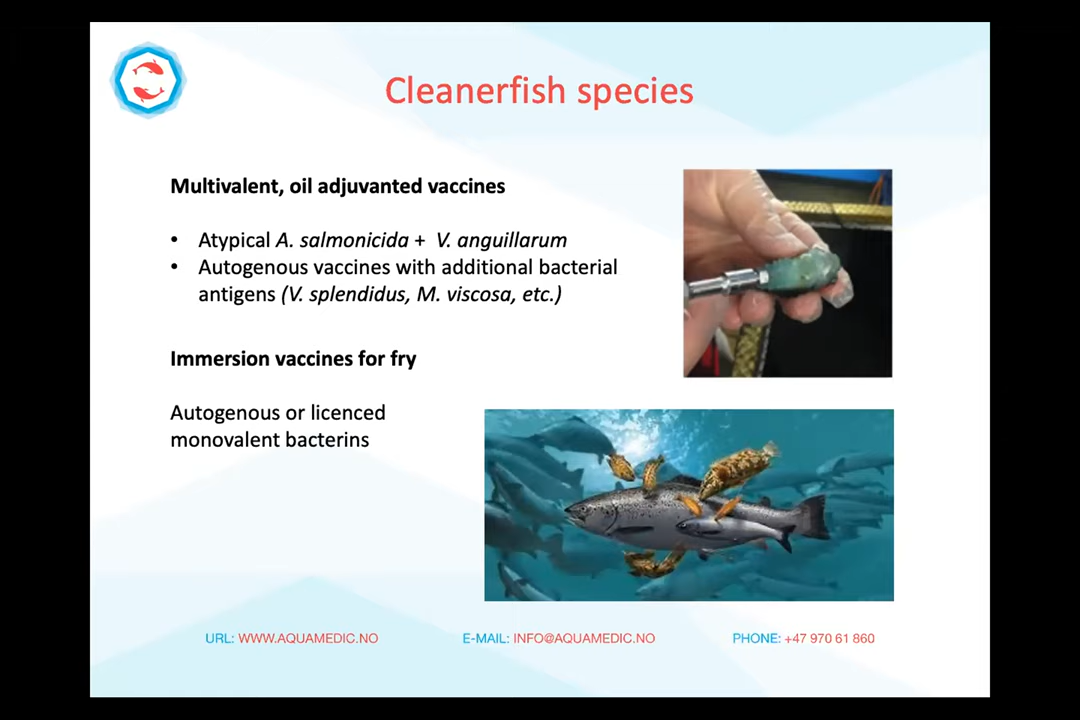 Cleanerfish species
Multivalent, oil adjuvanted vaccines
• Atypical A. salmonicida + V. anguillarum
• Autogenous vaccines with additional bacterial
antigens (V. splendidus, M. viscosa, etc.)
Immersion vaccines for fry
Autogenous or licenced
monovalent bacterins
URL: WWW.AQUAMEDIC.NO E-MAIL: INFO@AQUAMEDIC.NO PHONE: +47 970 61 860